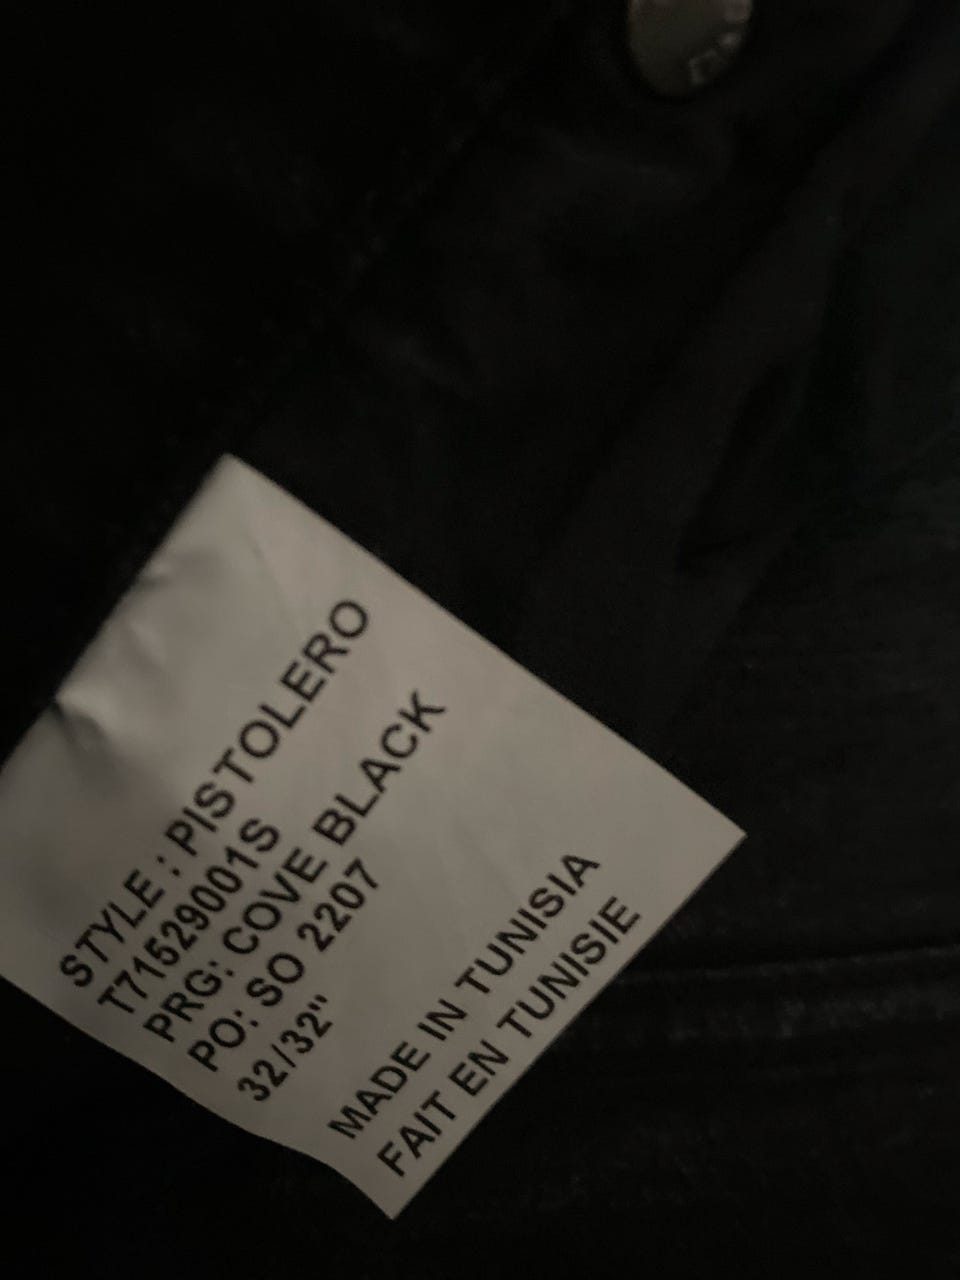 STYLE : PISTOLERO
T71529001S
PRG: COVE BLACK
PO: SO 2207
32/32"
MADE IN TUNISIA
FAIT EN TUNISIE